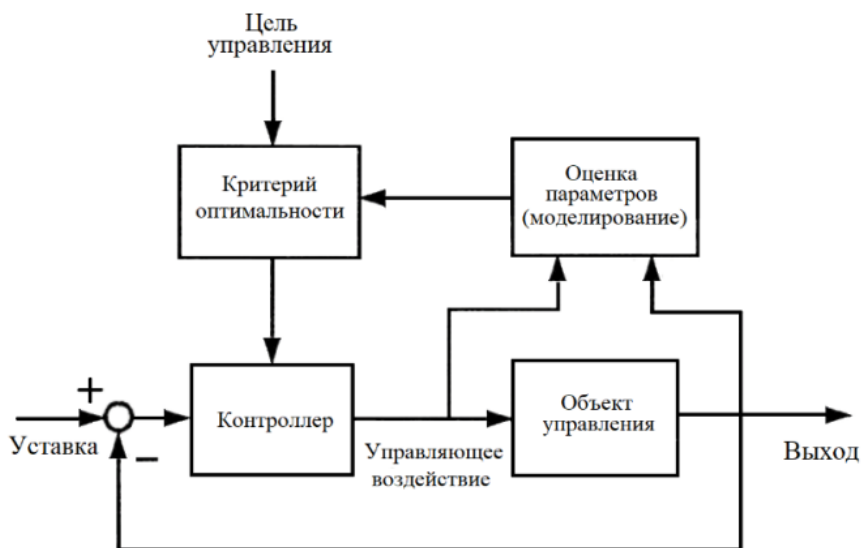 Цель
управления
Критерий
оптимальности
Оценка
параметров
(моделирование)
+
Уставка
−
Контроллер
Управляющее
воздействие
Объект
управления
Выход